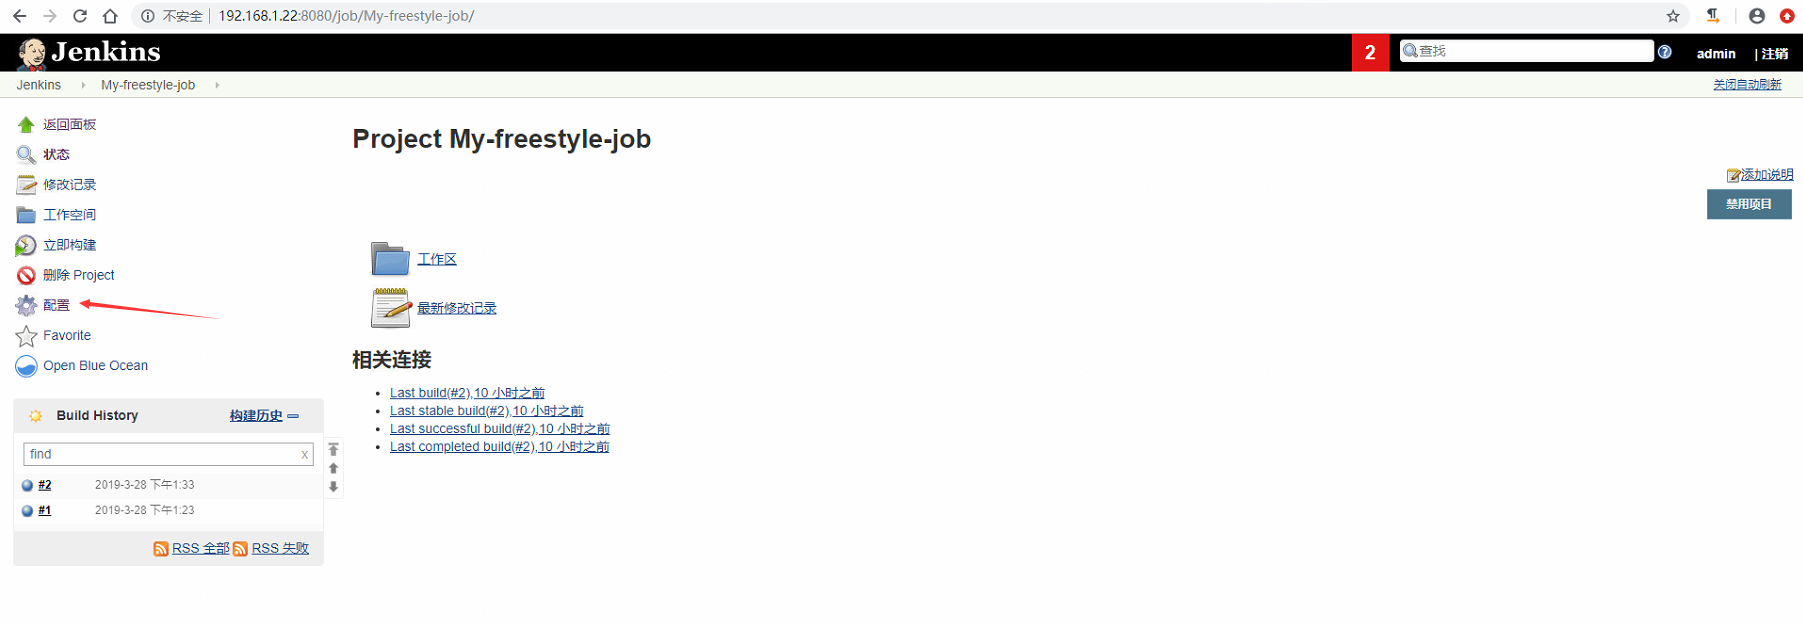 不安全 | 192.168.1.22:8080/job/My-freestyle-job/
Jenkins
2
查找
admin
| 注销
Jenkins
My-freestyle-job
关闭自动刷新
返回面板
状态
修改记录
工作空间
立即构建
删除 Project
配置
Favorite
Open Blue Ocean
Build History
构建历史
find
x
#2 2019-3-28 下午1:33
#1 2019-3-28 下午1:23
RSS 全部 RSS 失败
Project My-freestyle-job
添加说明
禁用项目
工作区
最新修改记录
相关连接
Last build(#2),10 小时之前
Last stable build(#2),10 小时之前
Last successful build(#2),10 小时之前
Last completed build(#2),10 小时之前